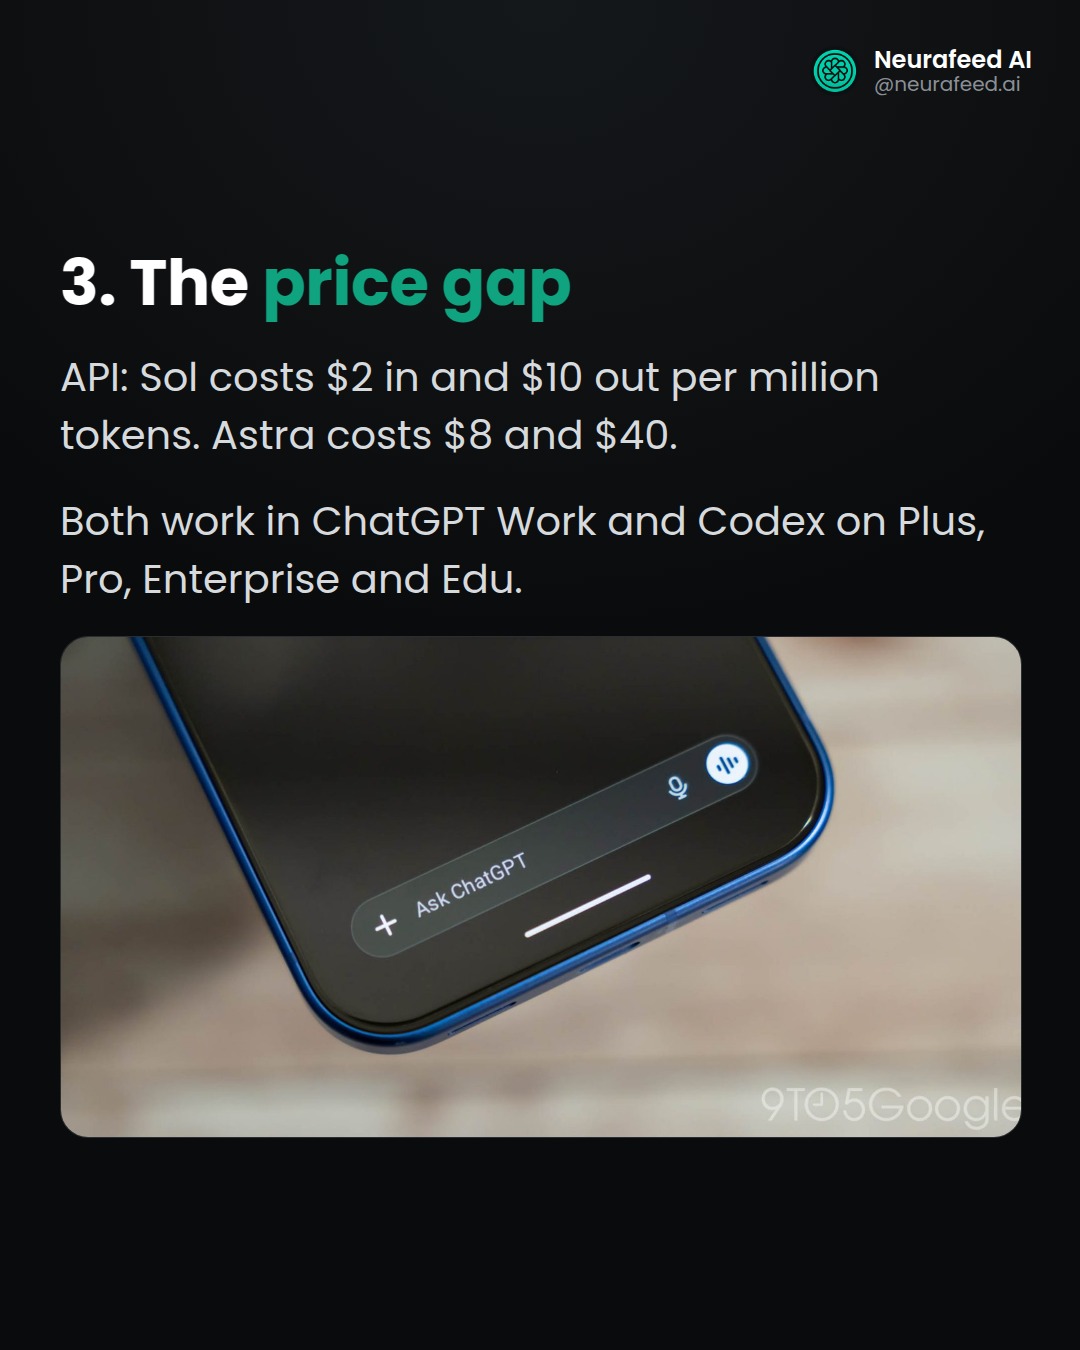 Neurafeed AI
@neurafeed.ai
3. The price gap
API: Sol costs $2 in and $10 out per million
tokens. Astra costs $8 and $40.
Both work in ChatGPT Work and Codex on Plus,
Pro, Enterprise and Edu.
Ask ChatGPT
9TO5Google